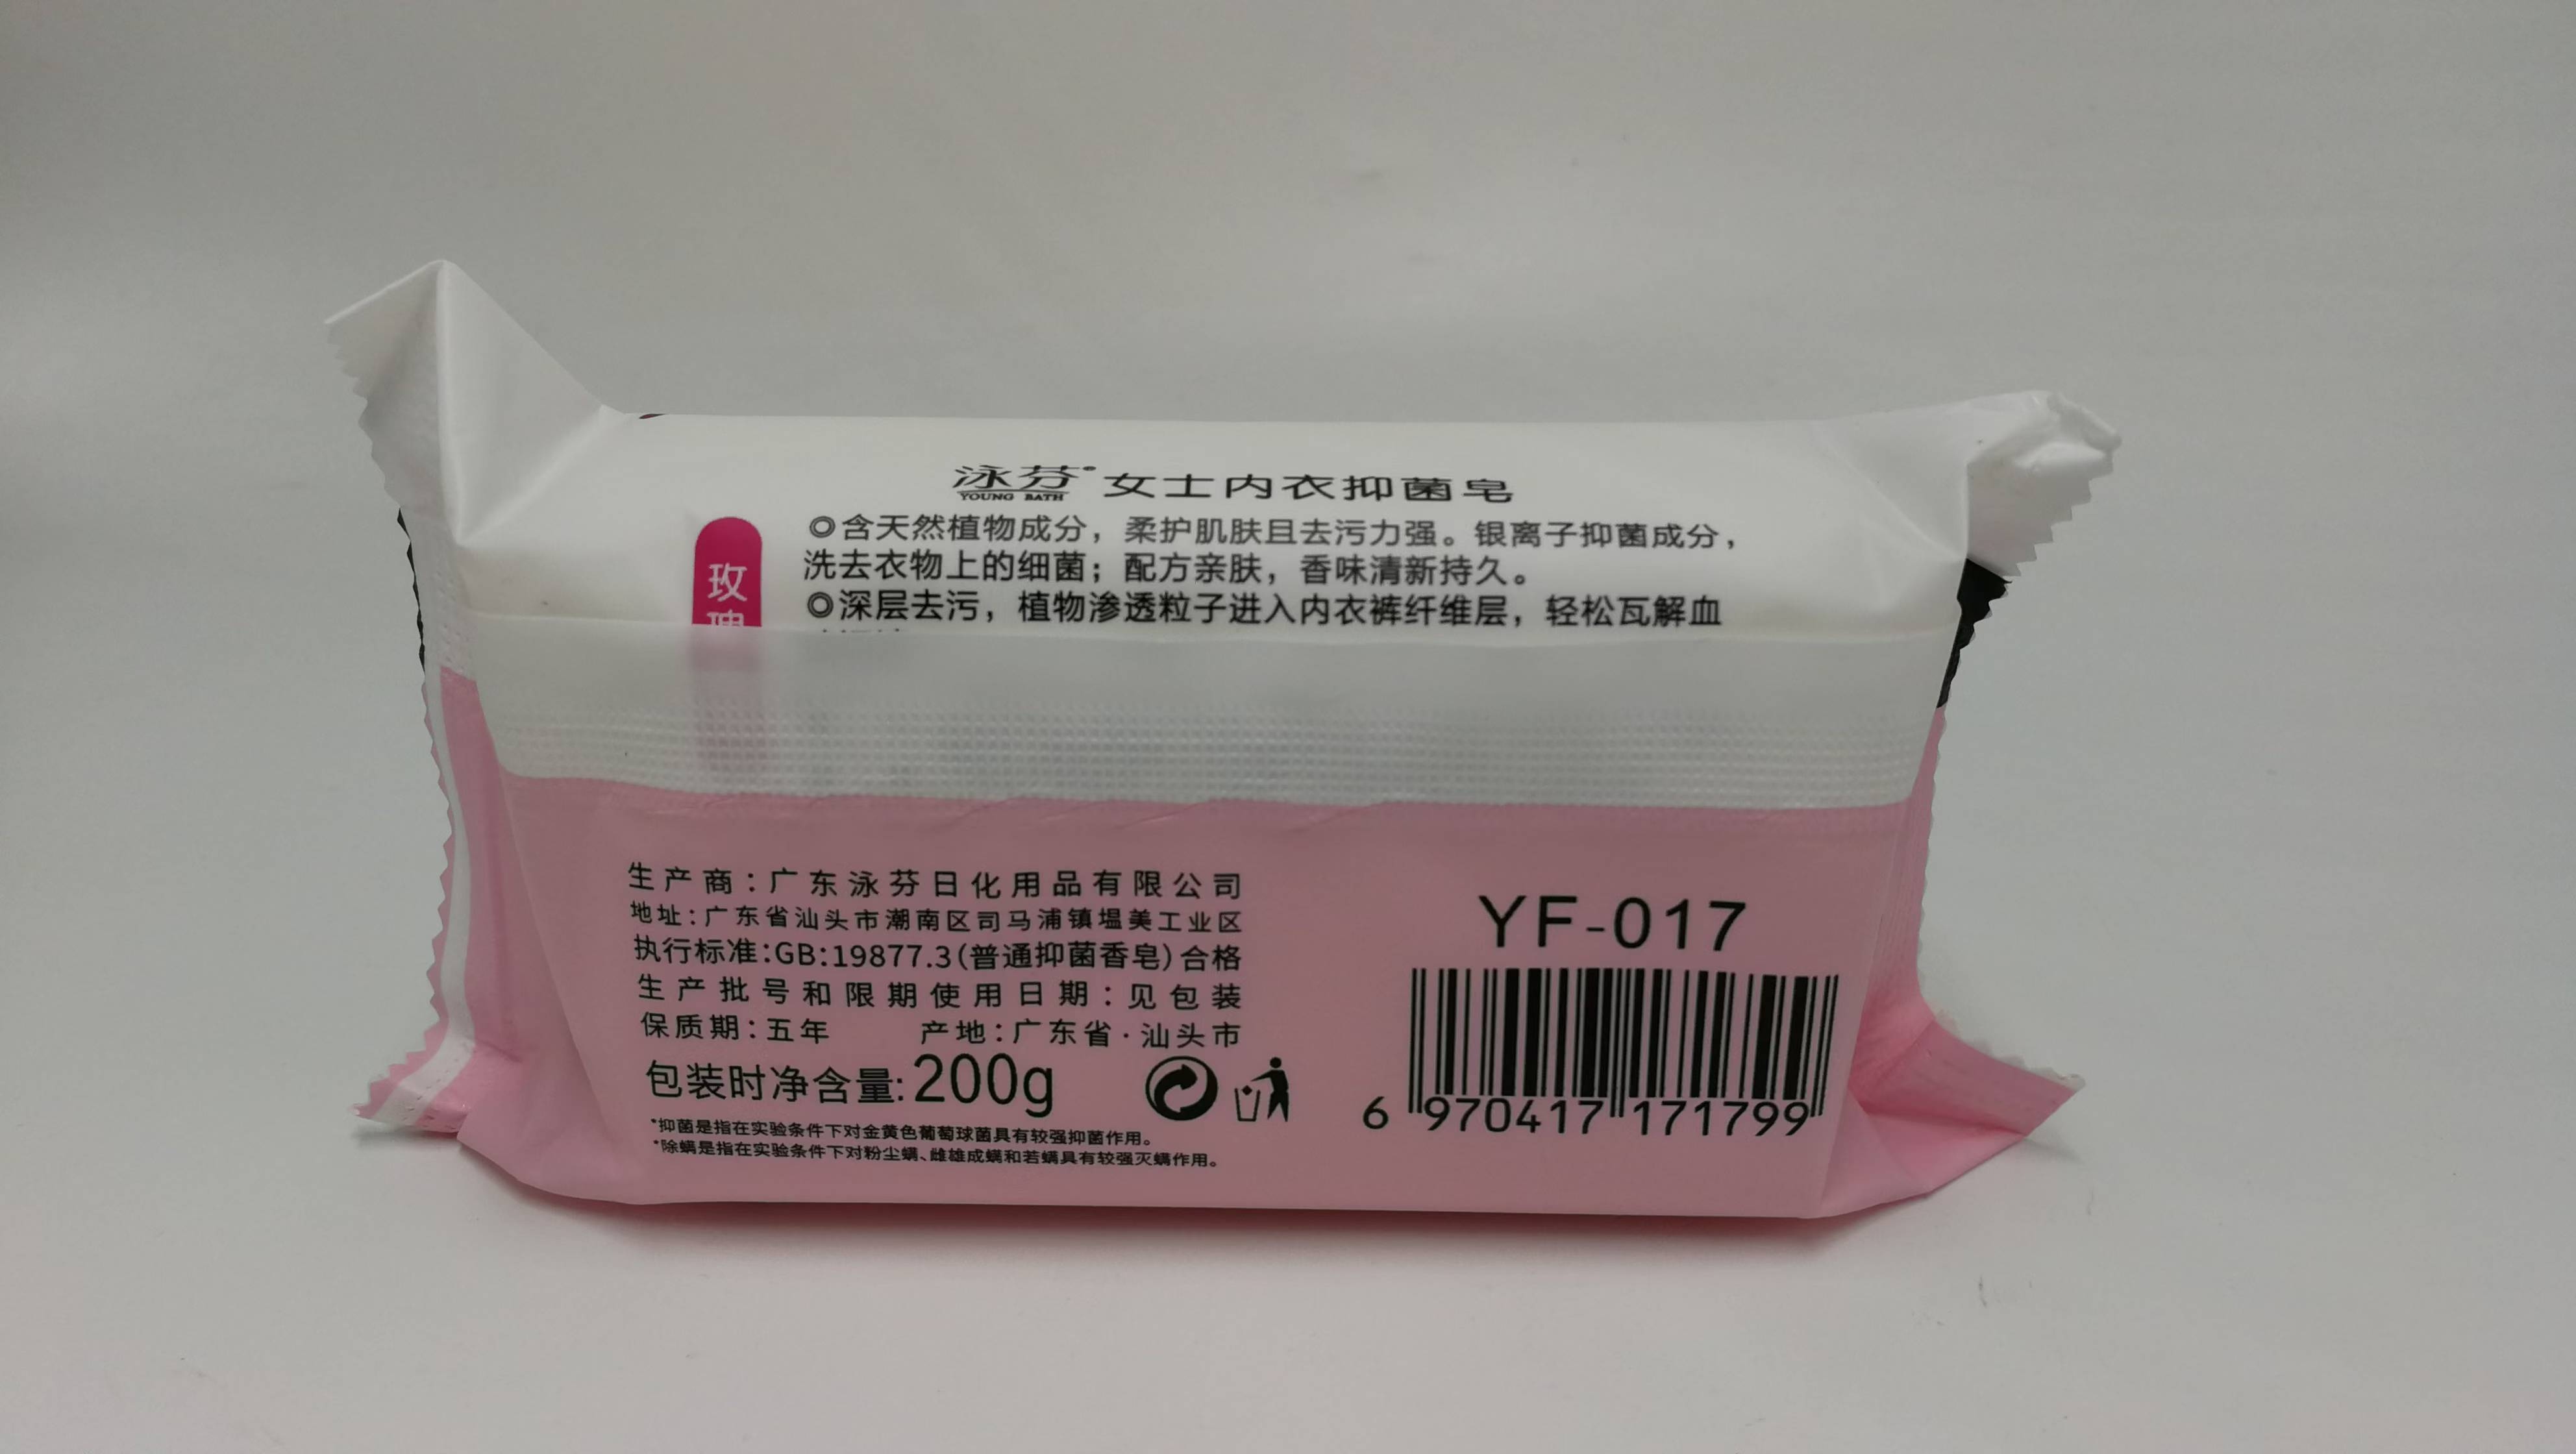 泳芬 女士内衣抑菌皂
YOUNG BATH
◎含天然植物成分，柔护肌肤且去污力强。银离子抑菌成分，
洗去衣物上的细菌；配方亲肤，香味清新持久。
◎深层去污，植物渗透粒子进入内衣裤纤维层，轻松瓦解血
玫
生产商：广东泳芬日化用品有限公司
地址：广东省汕头市潮南区司马浦镇塭美工业区
执行标准：GB:19877.3(普通抑菌香皂)合格
生产批号和限期使用日期：见包装
保质期：五年 产地：广东省·汕头市
包装时净含量:200g
*抑菌是指在实验条件下对金黄色葡萄球菌具有较强抑菌作用。
*除螨是指在实验条件下对粉尘螨、雌雄成螨和若螨具有较强灭螨作用。
YF-017
6 970417 171799